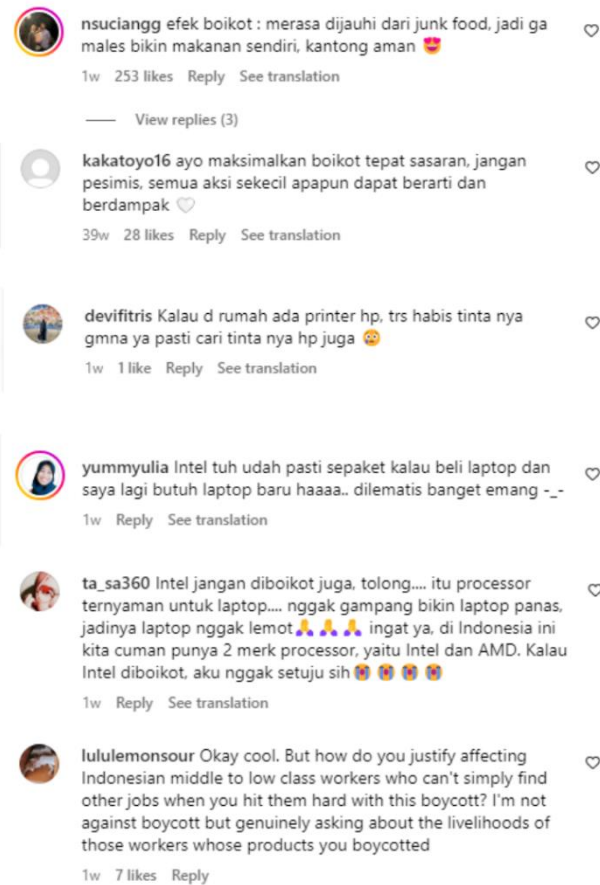 nsuciangg efek boikot : merasa dijauhi dari junk food, jadi ga
males bikin makanan sendiri, kantong aman 😍
1w 253 likes Reply See translation
View replies (3)
kakatoyo16 ayo maksimalkan boikot tepat sasaran, jangan
pesimis, semua aksi sekecil apapun dapat berarti dan
berdampak 🤍
39w 28 likes Reply See translation
devifitris Kalau d rumah ada printer hp, trs habis tinta nya
gmna ya pasti cari tinta nya hp juga 😳
1w 1 like Reply See translation
yummyulia Intel tuh udah pasti sepaket kalau beli laptop dan
saya lagi butuh laptop baru haaaa.. dilematis banget emang -_-
1w Reply See translation
ta_sa360 Intel jangan diboikot juga, tolong.... itu processor
ternyaman untuk laptop.... nggak gampang bikin laptop panas,
jadinya laptop nggak lemot🙏🙏🙏 ingat ya, di Indonesia ini
kita cuman punya 2 merk processor, yaitu Intel dan AMD. Kalau
Intel diboikot, aku nggak setuju sih😭😭😭😭
1w Reply See translation
lululemonsour Okay cool. But how do you justify affecting
Indonesian middle to low class workers who can't simply find
other jobs when you hit them hard with this boycott? I'm not
against boycott but genuinely asking about the livelihoods of
those workers whose products you boycotted
1w 7 likes Reply